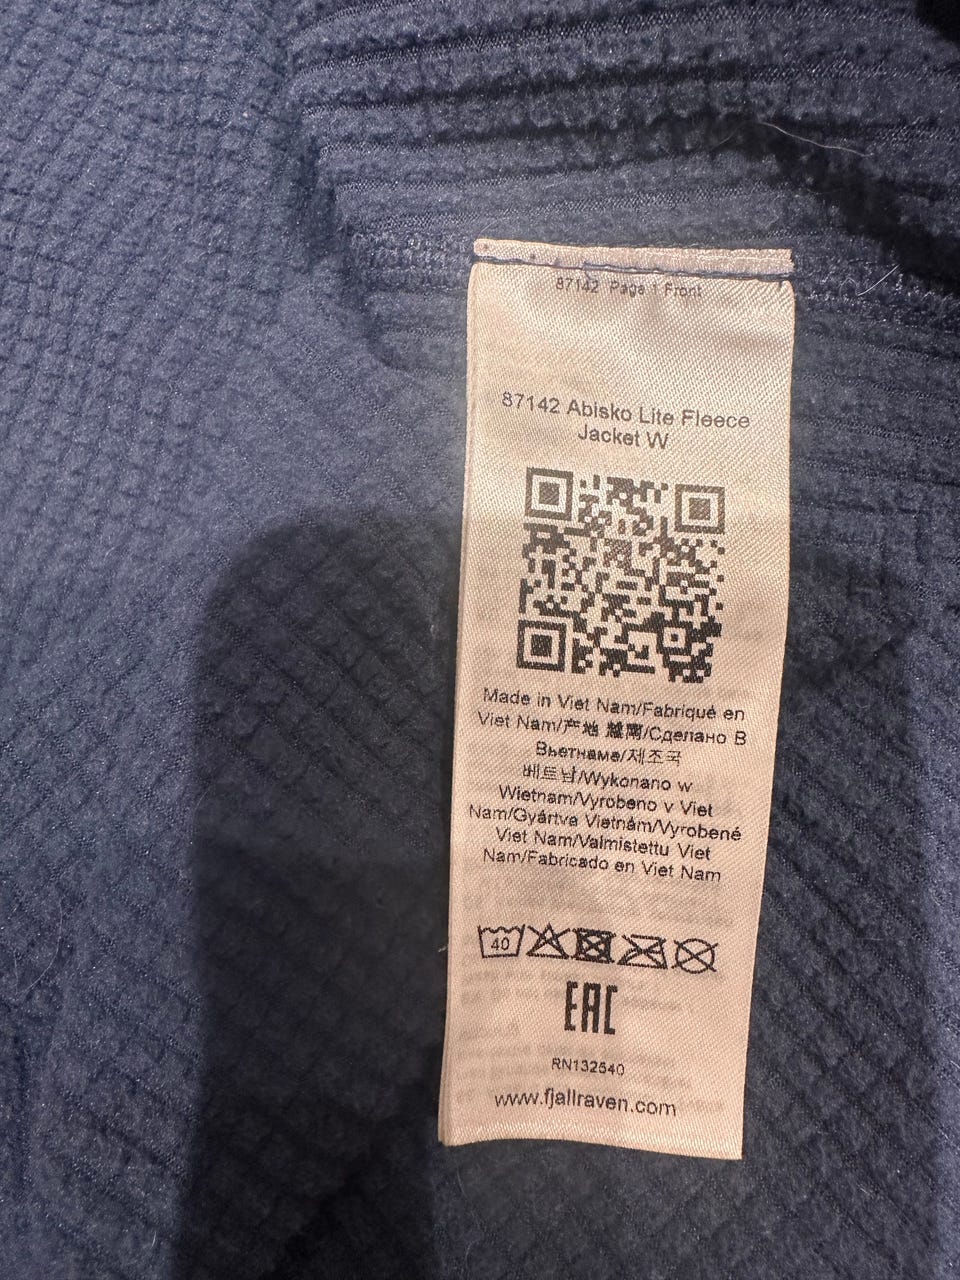 87142 Page 1 Front
87142 Abisko Lite Fleece
Jacket W
Made in Viet Nam/Fabriqué en
Viet Nam/产地 越南/Сделано В
Вьетнаме/제조국
베트남/Wykonano w
Wietnam/Vyrobeno v Viet
Nam/Gyártva Vietnám/Vyrobené
Viet Nam/Valmistettu Viet
Nam/Fabricado en Viet Nam
40
EAC
RN132540
www.fjallraven.com